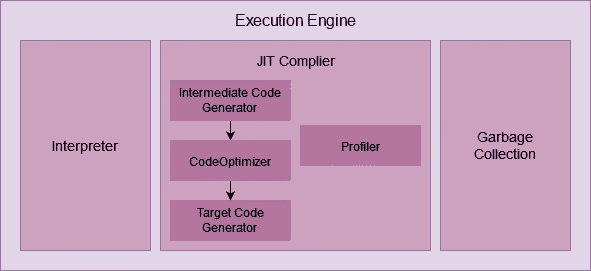 Execution Engine
Interpreter
JIT Complier
Intermediate Code
Generator
CodeOptimizer
Target Code
Generator
Profiler
Garbage
Collection